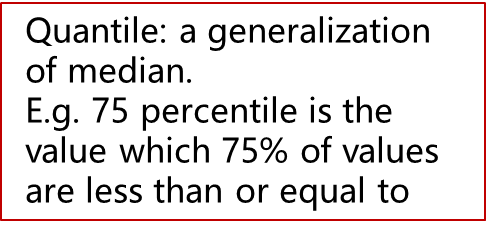 Quantile: a generalization
of median.
E.g. 75 percentile is the
value which 75% of values
are less than or equal to